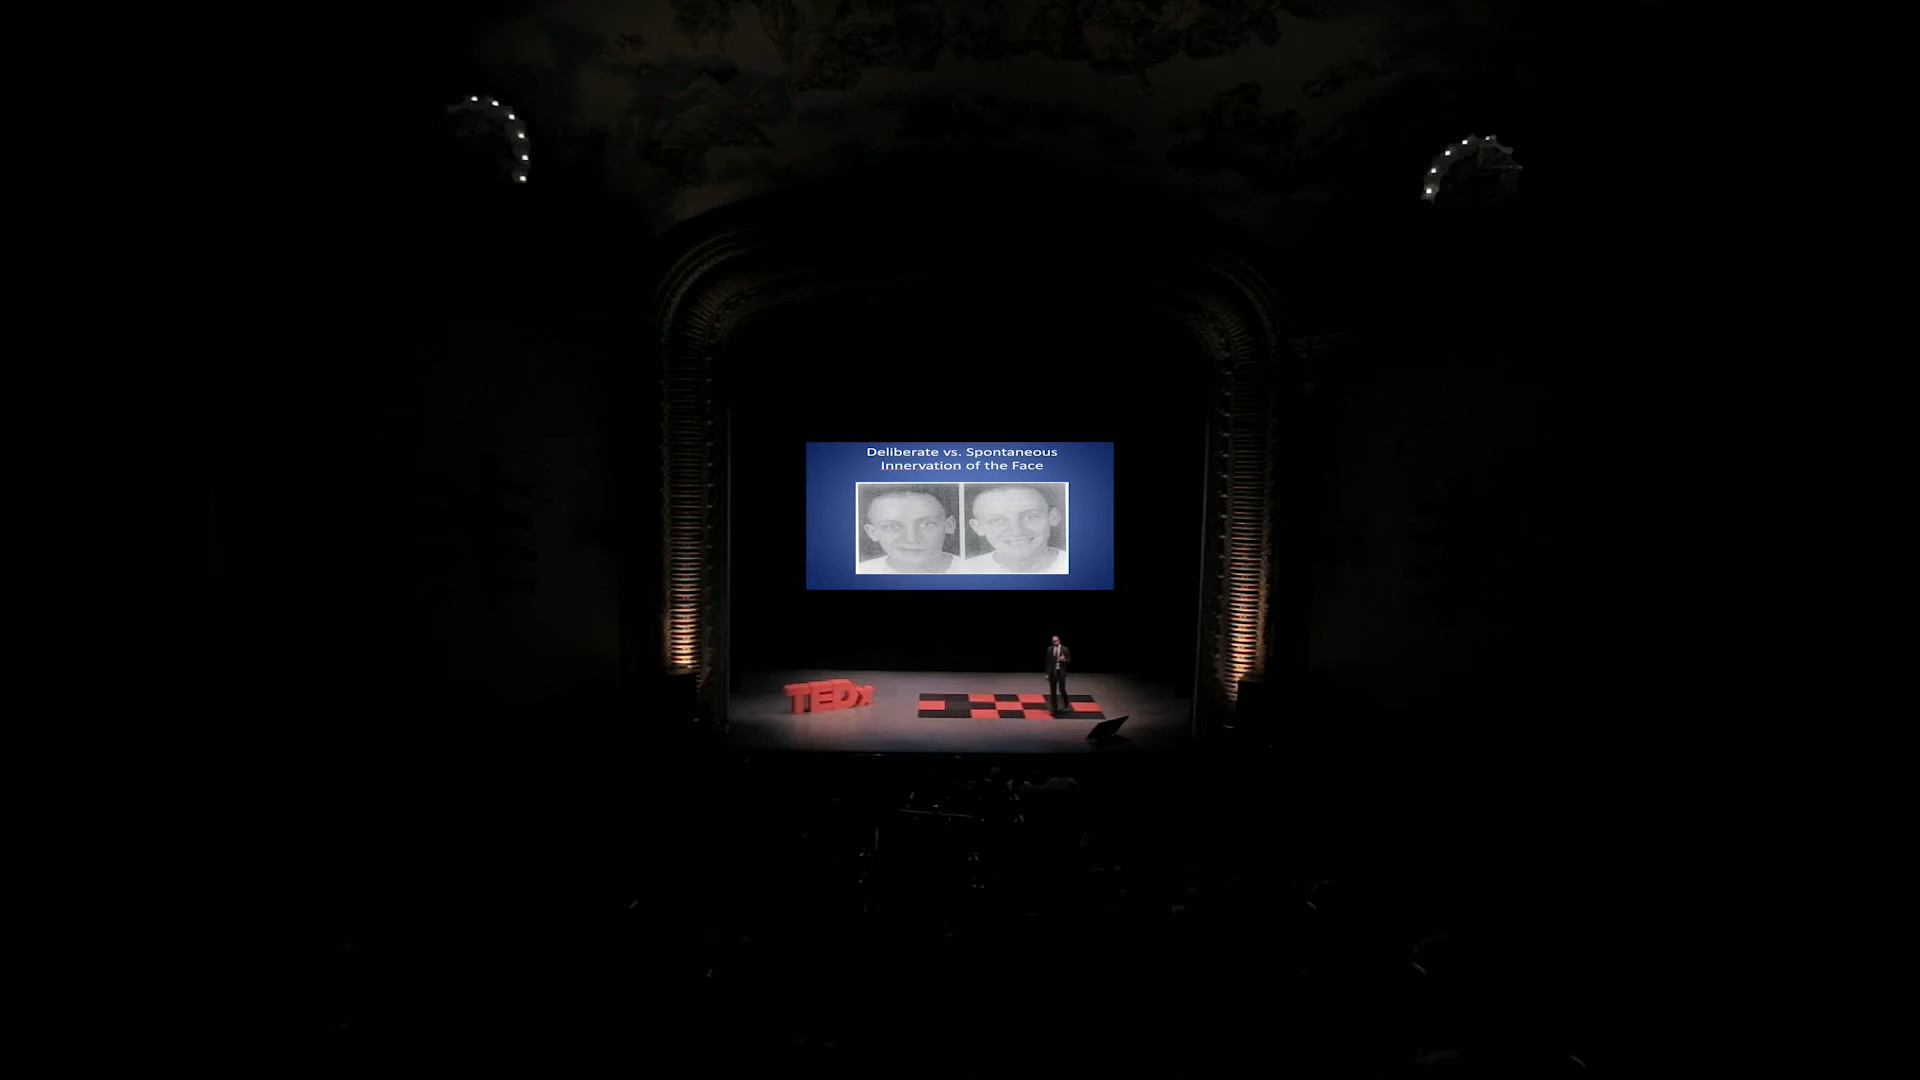 Deliberate vs. Spontaneous
Innervation of the Face
TEDx